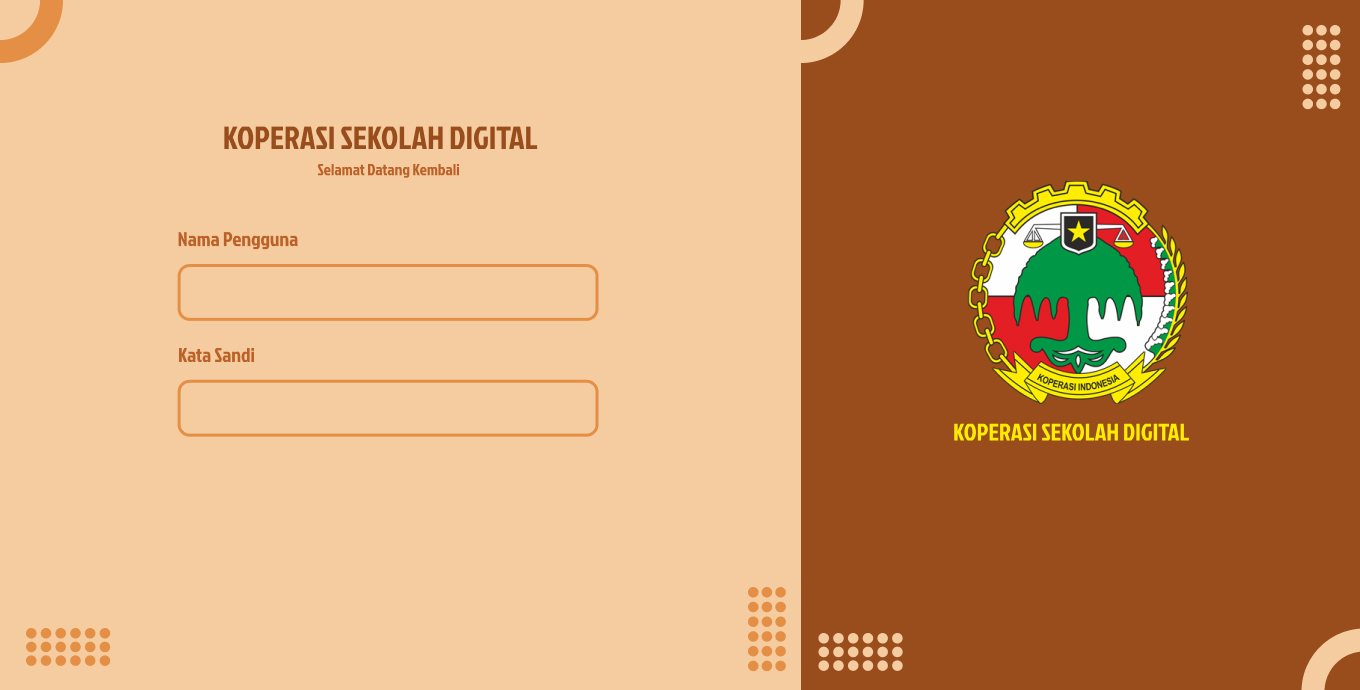 KOPERASI SEKOLAH DIGITAL
Selamat Datang Kembali
Nama Pengguna
Kata Sandi
KOPERASI INDONESIA
KOPERASI SEKOLAH DIGITAL